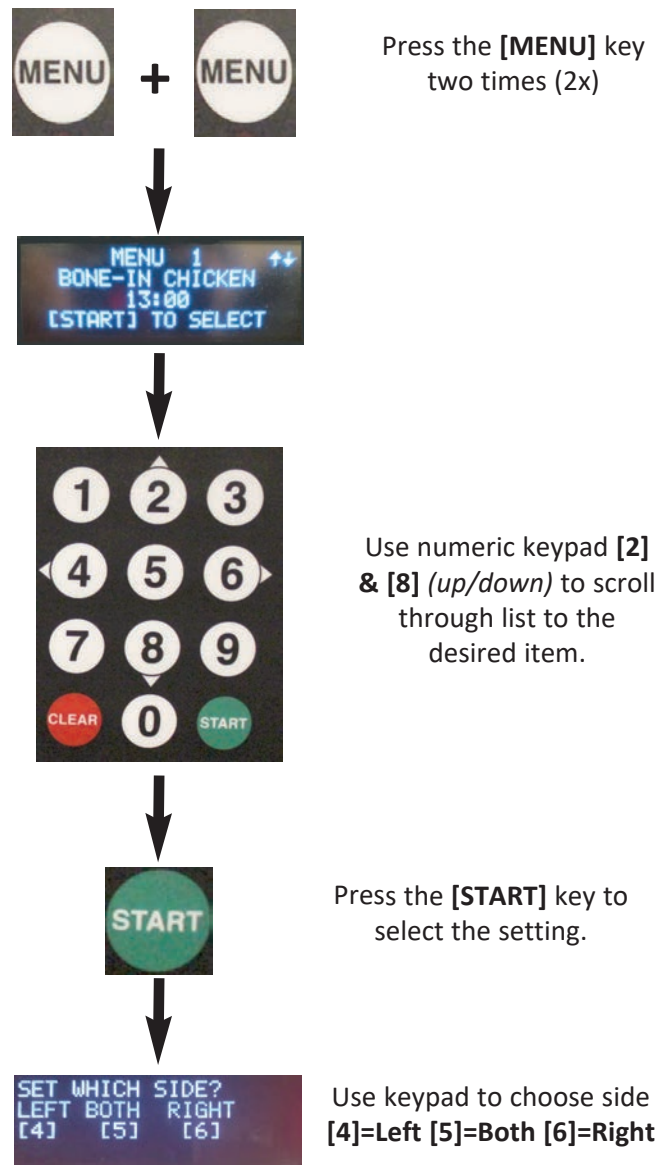 MENU + MENU
Press the [MENU] key
two times (2x)
MENU 1 ↑↓
BONE-IN CHICKEN
13:00
[START] TO SELECT
1 2 3
4 5 6
7 8 9
CLEAR 0 START
Use numeric keypad [2]
& [8] (up/down) to scroll
through list to the
desired item.
START
Press the [START] key to
select the setting.
SET WHICH SIDE?
LEFT BOTH RIGHT
[4] [5] [6]
Use keypad to choose side
[4]=Left [5]=Both [6]=Right